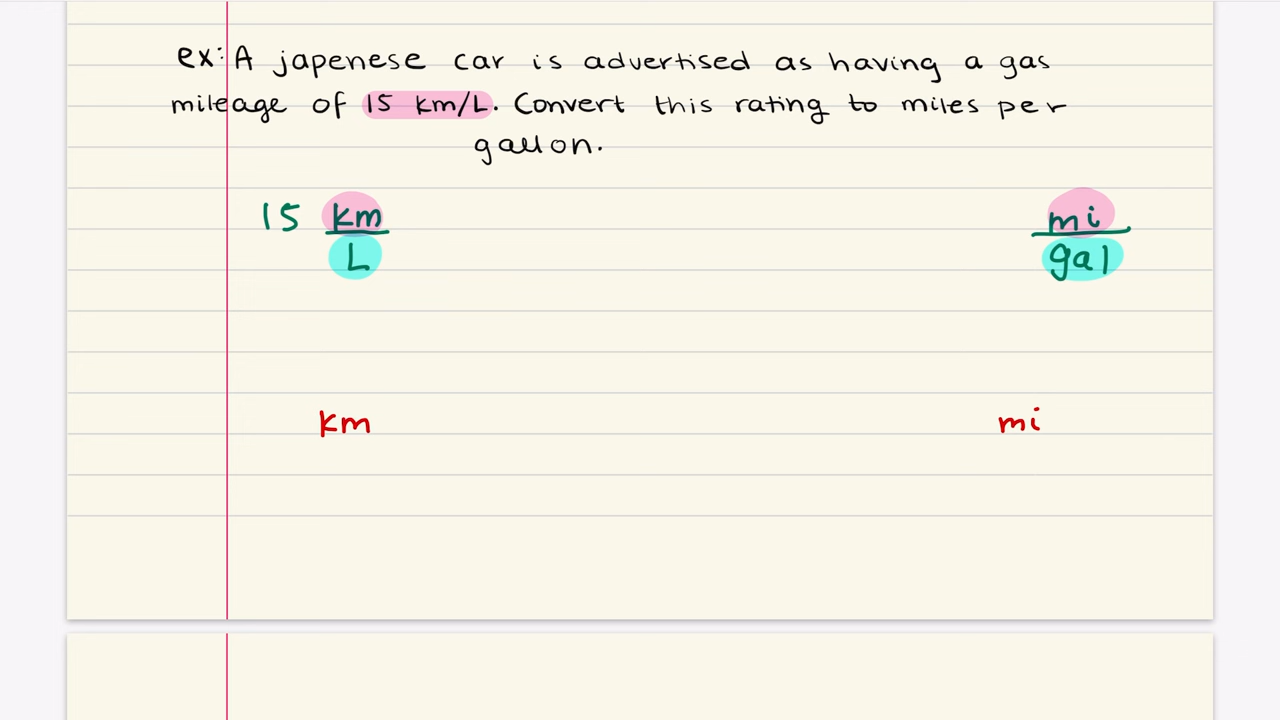 ex: A japenese car is advertised as having a gas
mileage of 15 km/L. Convert this rating to miles per
gallon.
15 km/L mi/gal
km mi